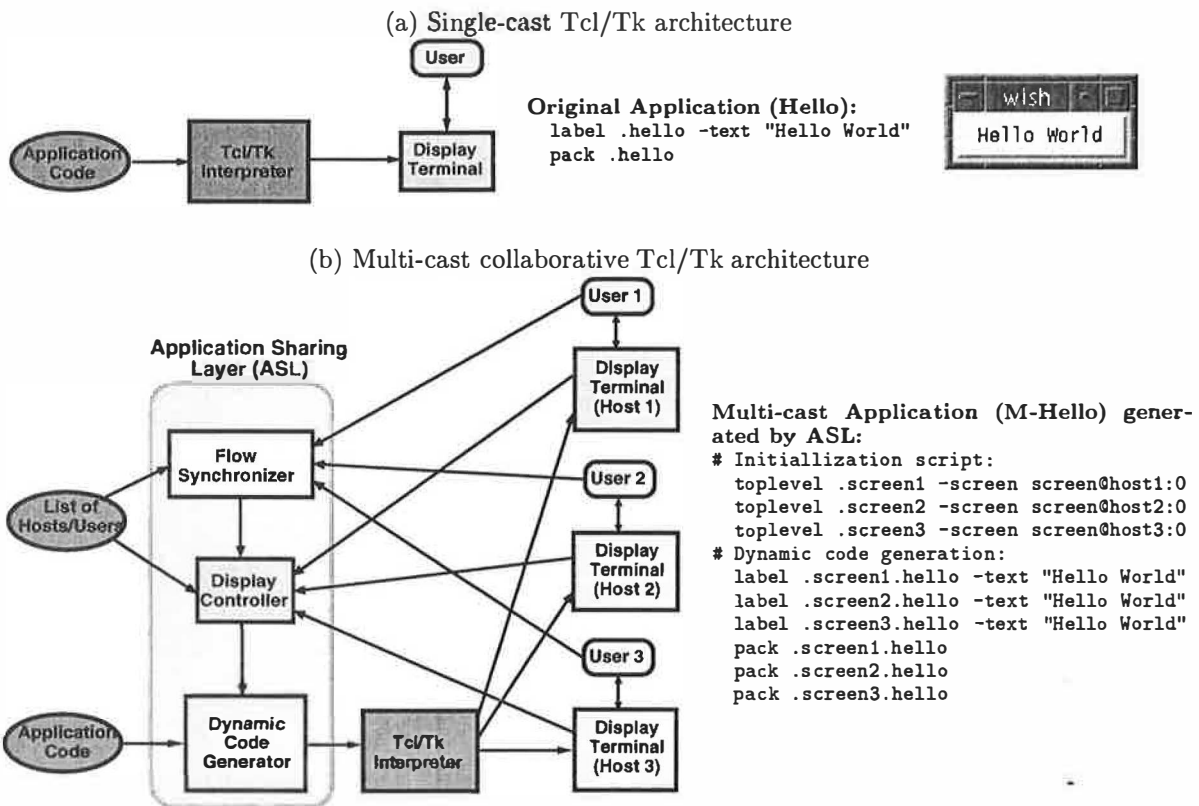 (a) Single-cast Tcl/Tk architecture
User
Application
Code
Tcl/Tk
Interpreter
Display
Terminal
Original Application (Hello):
label .hello -text "Hello World"
pack .hello
wish
Hello World
(b) Multi-cast collaborative Tcl/Tk architecture
Application Sharing
Layer (ASL)
Flow
Synchronizer
List of
Hosts/Users
Display
Controller
Application
Code
Dynamic
Code
Generator
Tcl/Tk
Interpreter
User 1
Display
Terminal
(Host 1)
User 2
Display
Terminal
(Host 2)
User 3
Display
Terminal
(Host 3)
Multi-cast Application (M-Hello) gener-
ated by ASL:
# Initiallization script:
toplevel .screen1 -screen screen@host1:0
toplevel .screen2 -screen screen@host2:0
toplevel .screen3 -screen screen@host3:0
# Dynamic code generation:
label .screen1.hello -text "Hello World"
label .screen2.hello -text "Hello World"
label .screen3.hello -text "Hello World"
pack .screen1.hello
pack .screen2.hello
pack .screen3.hello